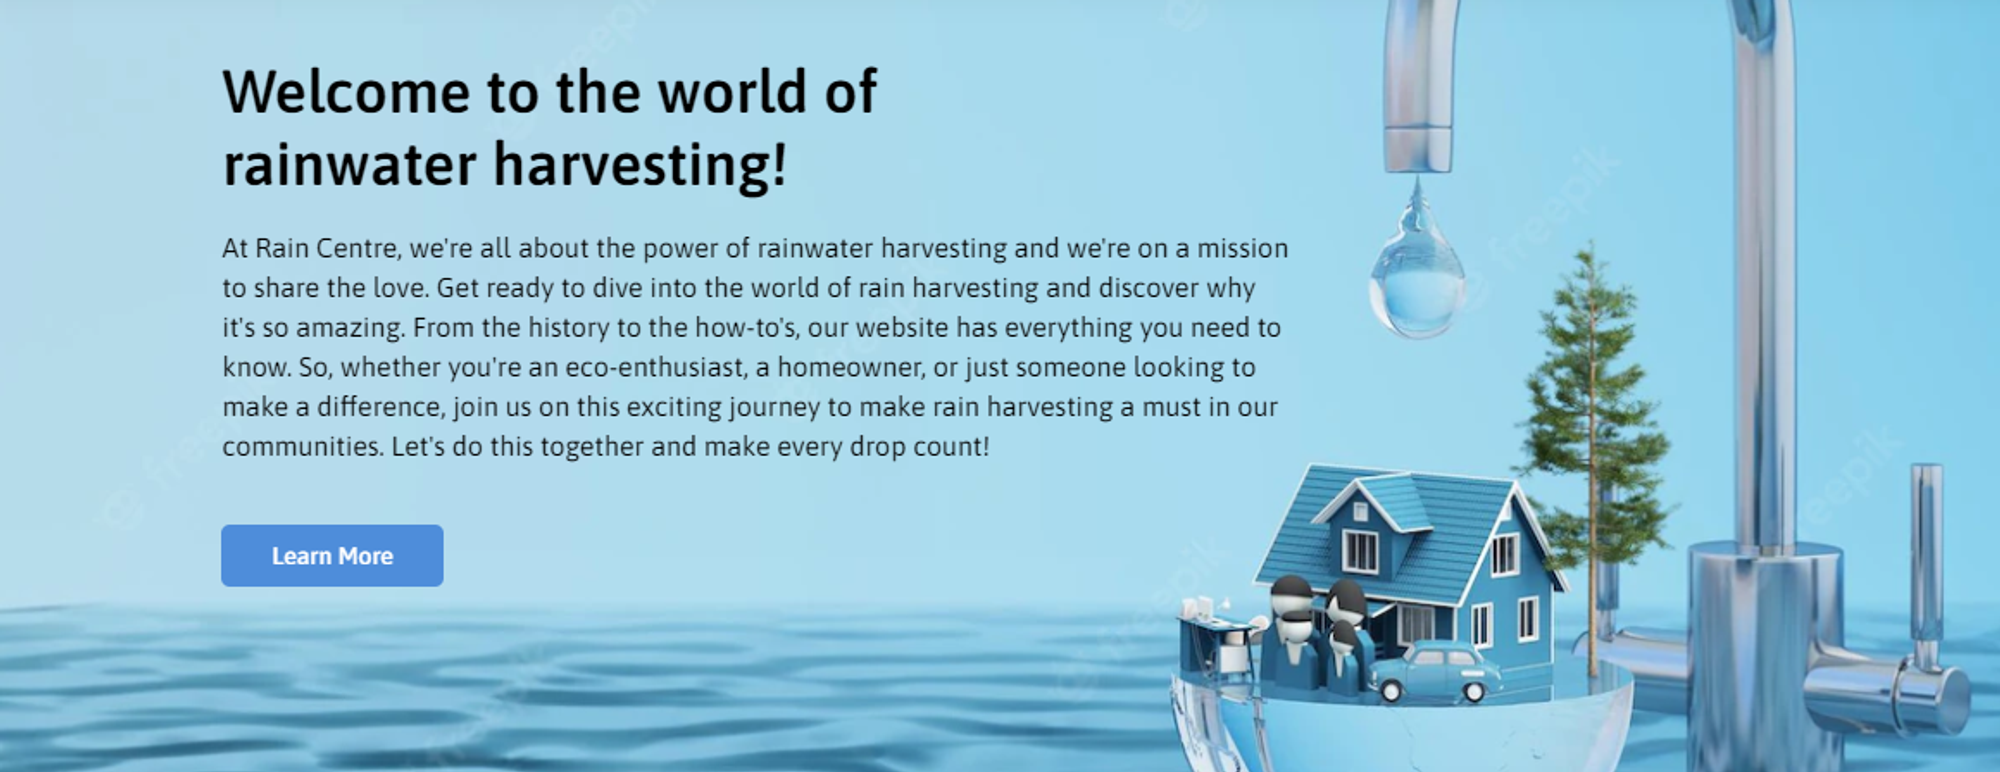 Welcome to the world of
rainwater harvesting!
At Rain Centre, we're all about the power of rainwater harvesting and we're on a mission
to share the love. Get ready to dive into the world of rain harvesting and discover why
it's so amazing. From the history to the how-to's, our website has everything you need to
know. So, whether you're an eco-enthusiast, a homeowner, or just someone looking to
make a difference, join us on this exciting journey to make rain harvesting a must in our
communities. Let's do this together and make every drop count!
Learn More
freepik
freepik
freepik
freepik